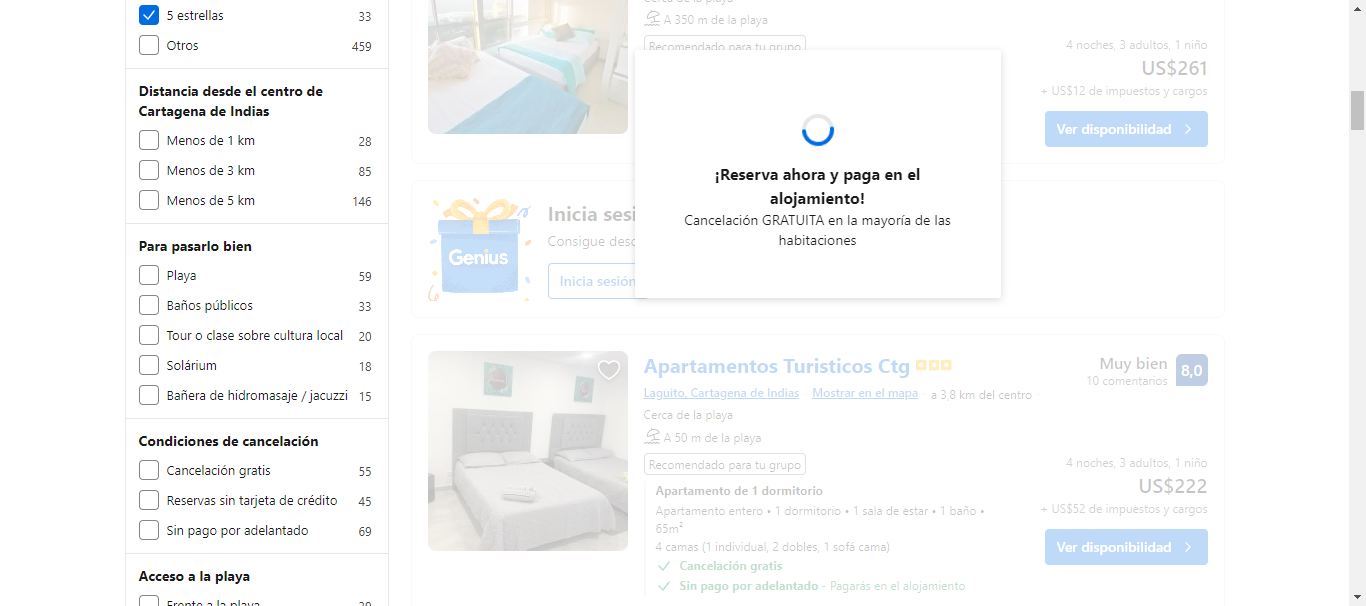 5 estrellas 33
Otros 459
Distancia desde el centro de
Cartagena de Indias
Menos de 1 km 28
Menos de 3 km 85
Menos de 5 km 146
Para pasarlo bien
Playa 59
Baños públicos 33
Tour o clase sobre cultura local 20
Solárium 18
Bañera de hidromasaje / jacuzzi 15
Condiciones de cancelación
Cancelación gratis 55
Reservas sin tarjeta de crédito 45
Sin pago por adelantado 69
Acceso a la playa
Frente a la playa
Cerca de la playa
A 350 m de la playa
Recomendado para tu grupo
4 noches, 3 adultos, 1 niño
US$261
+ US$12 de impuestos y cargos
Ver disponibilidad
¡Reserva ahora y paga en el
alojamiento!
Cancelación GRATUITA en la mayoría de las
habitaciones
Genius
Inicia sesi
Consigue desc
Inicia sesión
Apartamentos Turisticos Ctg
Laguito, Cartagena de Indias Mostrar en el mapa a 3,8 km del centro
Cerca de la playa
A 50 m de la playa
Recomendado para tu grupo
Apartamento de 1 dormitorio
Apartamento entero • 1 dormitorio • 1 sala de estar • 1 baño •
65m²
4 camas (1 individual, 2 dobles, 1 sofá cama)
Cancelación gratis
Sin pago por adelantado - Pagarás en el alojamiento
Muy bien 8,0
10 comentarios
4 noches, 3 adultos, 1 niño
US$222
+ US$52 de impuestos y cargos
Ver disponibilidad